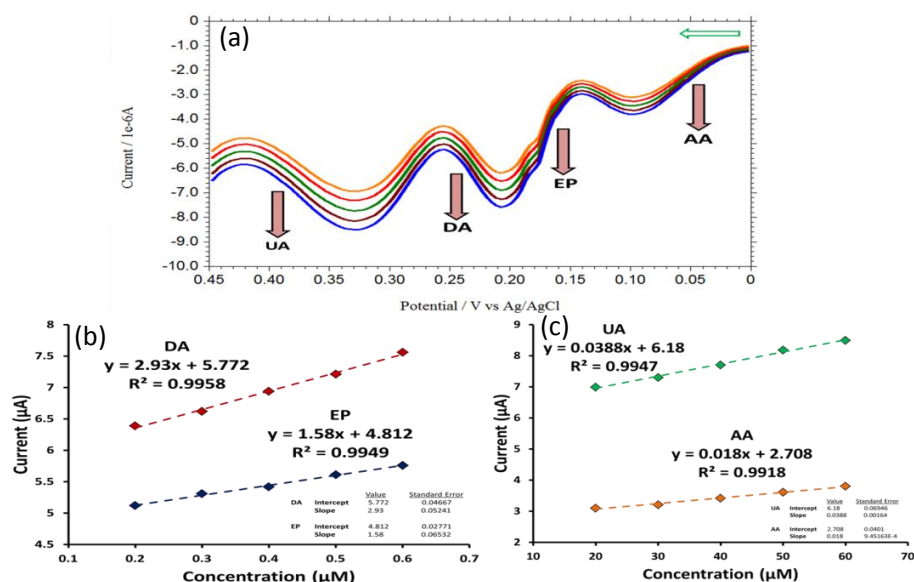 (a)
0
-1.0
-2.0
-3.0
-4.0
-5.0
-6.0
-7.0
-8.0
-9.0
-10.0
Current / 1e-6A
UA
DA
EP
AA
0.45 0.40 0.35 0.30 0.25 0.20 0.15 0.10 0.05 0
Potential / V vs Ag/AgCl
(b)
8
7.5
7
6.5
6
5.5
5
4.5
Current (μA)
DA
y = 2.93x + 5.772
R² = 0.9958
EP
y = 1.58x + 4.812
R² = 0.9949
Value Standard Error
DA Intercept 5.772 0.04667
Slope 2.93 0.05241
EP Intercept 4.812 0.02771
Slope 1.58 0.06532
0.1 0.2 0.3 0.4 0.5 0.6 0.7
Concentration (μM)
(c)
9
7
5
3
1
Current (μA)
UA
y = 0.0388x + 6.18
R² = 0.9947
AA
y = 0.018x + 2.708
R² = 0.9918
Value Standard Error
UA Intercept 6.18 0.06946
Slope 0.0388 0.00164
AA Intercept 2.708 0.0401
Slope 0.018 9.45163E-4
10 20 30 40 50 60 70
Concentration (μM)